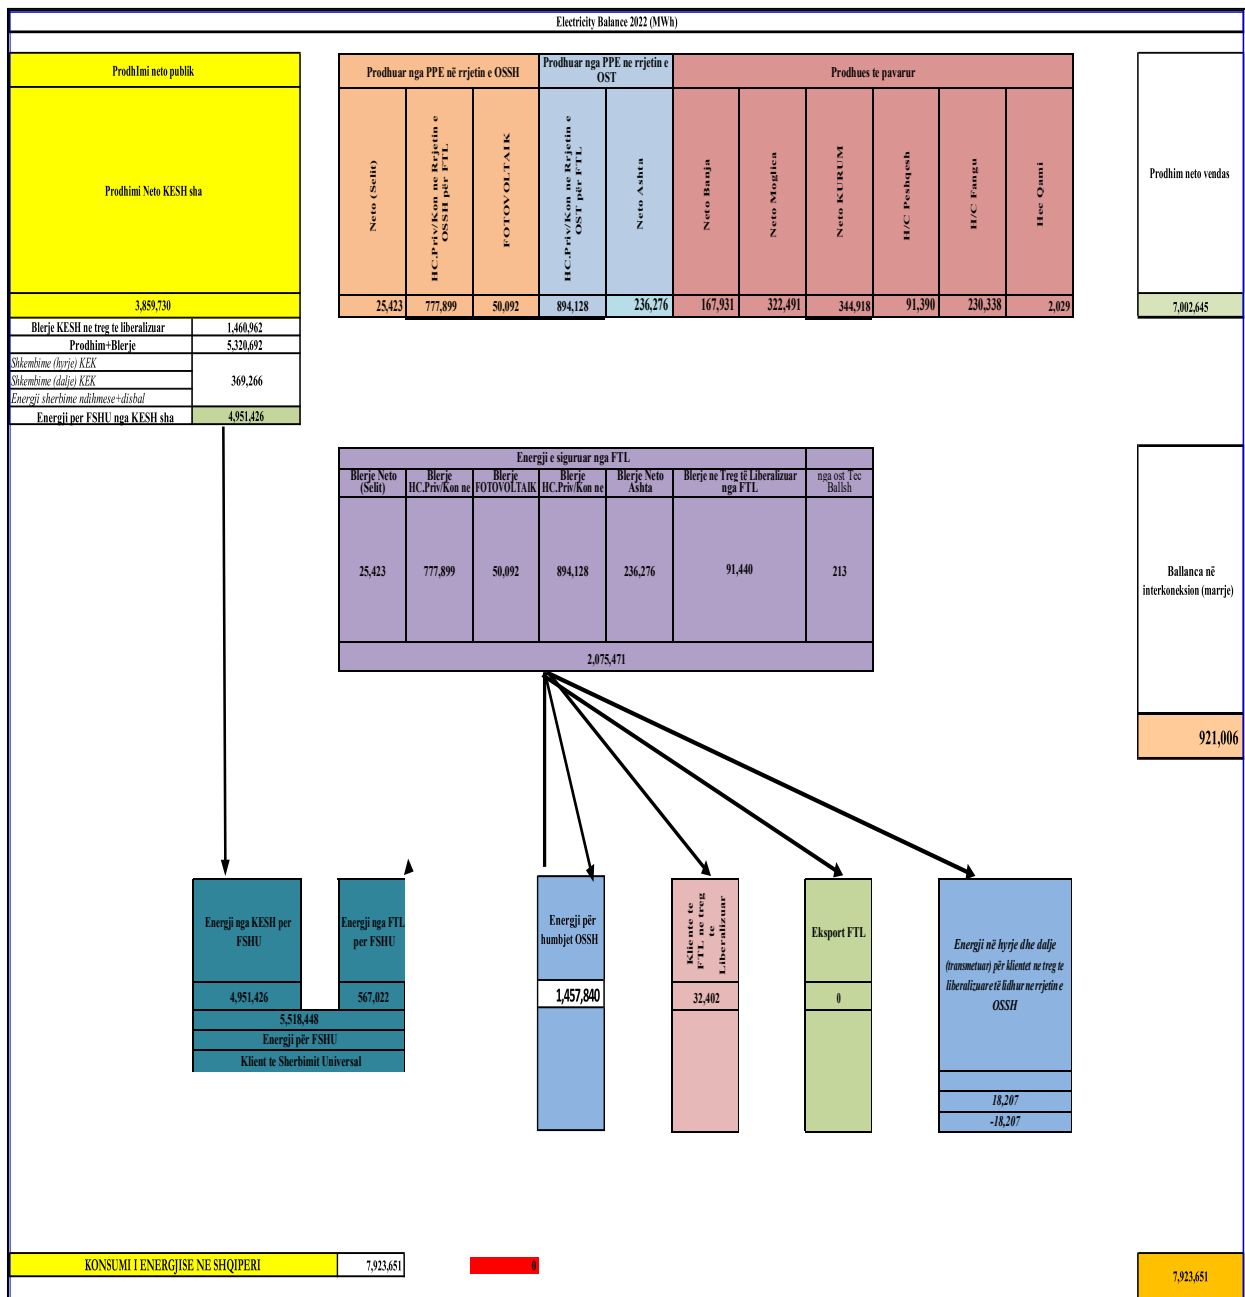 Electricity Balance 2022 (MWh)
ProdhImi neto publik
Prodhimi Neto KESH sha
3,859,730
Blerje KESH ne treg te liberalizuar 1,460,962
Prodhim+Blerje 5,320,692
Shkembime (hyrje) KEK
Shkembime (dalje) KEK 369,266
Energji sherbime ndihmese+disbal
Energji per FSHU nga KESH sha 4,951,426
Prodhuar nga PPE në rrjetin e OSSH
Prodhuar nga PPE ne rrjetin e
OST
Prodhues te pavarur
Neto (Selit)
HC.Priv/Kon ne Rrjetin e
OSSH për FTL
FOTOVOLTAIK
HC.Priv/Kon ne Rrjetin e
OST për FTL
Neto Ashta
Neto Banja
Neto Moglica
Neto KURUM
H/C Peshqesh
H/C Fangu
Hec Qami
25,423 777,899 50,092 894,128 236,276 167,931 322,491 344,918 91,390 230,338 2,029
Prodhim neto vendas
7,002,645
Energji e siguruar nga FTL
Blerje Neto
(Selit)
Blerje
HC.Priv/Kon ne
Blerje
FOTOVOLTAIK
Blerje
HC.Priv/Kon ne
Blerje Neto
Ashta
Blerje ne Treg të Liberalizuar
nga FTL
nga ost Tec
Ballsh
25,423 777,899 50,092 894,128 236,276 91,440 213
2,075,471
Ballanca në
interkoneksion (marrje)
921,006
Energji nga KESH per
FSHU
4,951,426
Energji nga FTL
per FSHU
567,022
5,518,448
Energji për FSHU
Klient te Sherbimit Universal
Energji për
humbjet OSSH
1,457,840
Kliente te
FTL ne treg
te
Liberalizuar
32,402
Eksport FTL
0
Energji në hyrje dhe dalje
(transmetuar) për klientet ne treg te
liberalizuare të lidhur ne rrjetin e
OSSH
18,207
-18,207
KONSUMI I ENERGJISE NE SHQIPERI 7,923,651
0
7,923,651